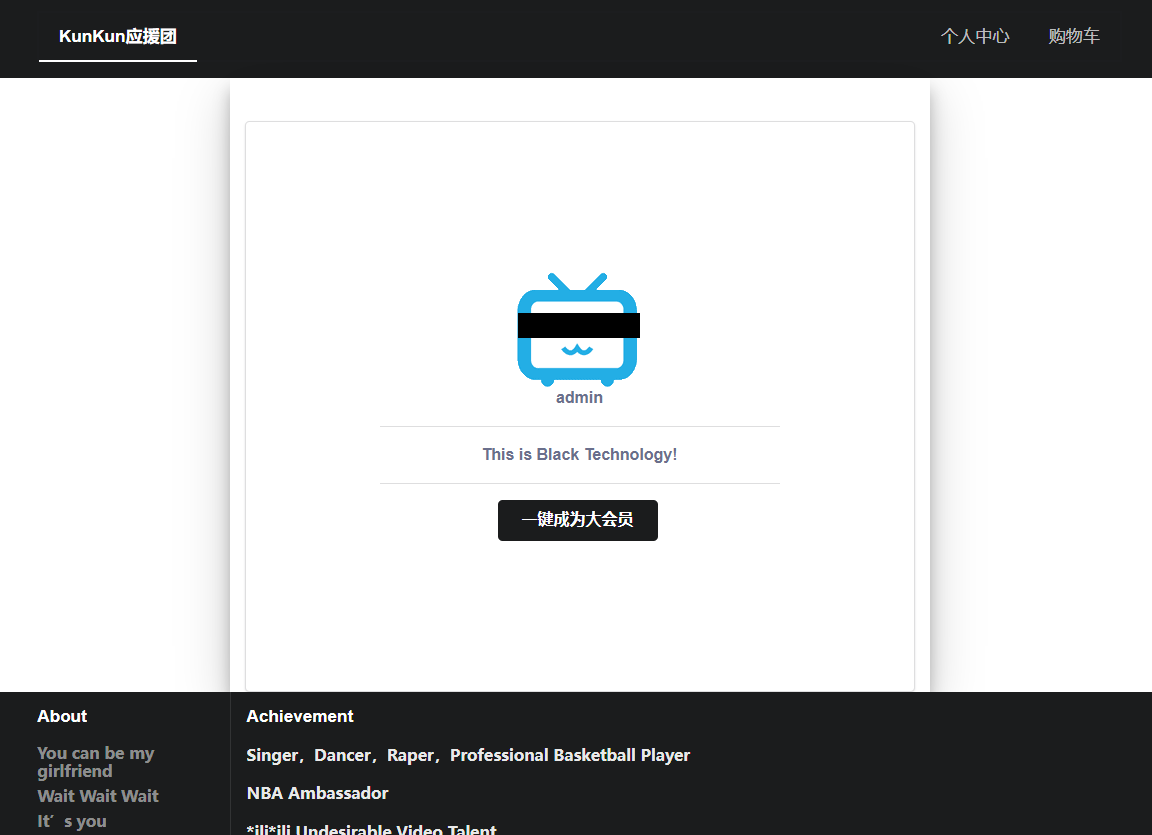 KunKun应援团
个人中心
购物车
admin
This is Black Technology!
一键成为大会员
About
You can be my
girlfriend
Wait Wait Wait
It’s you
Achievement
Singer，Dancer，Raper，Professional Basketball Player
NBA Ambassador
*ili*ili Undesirable Video Talent